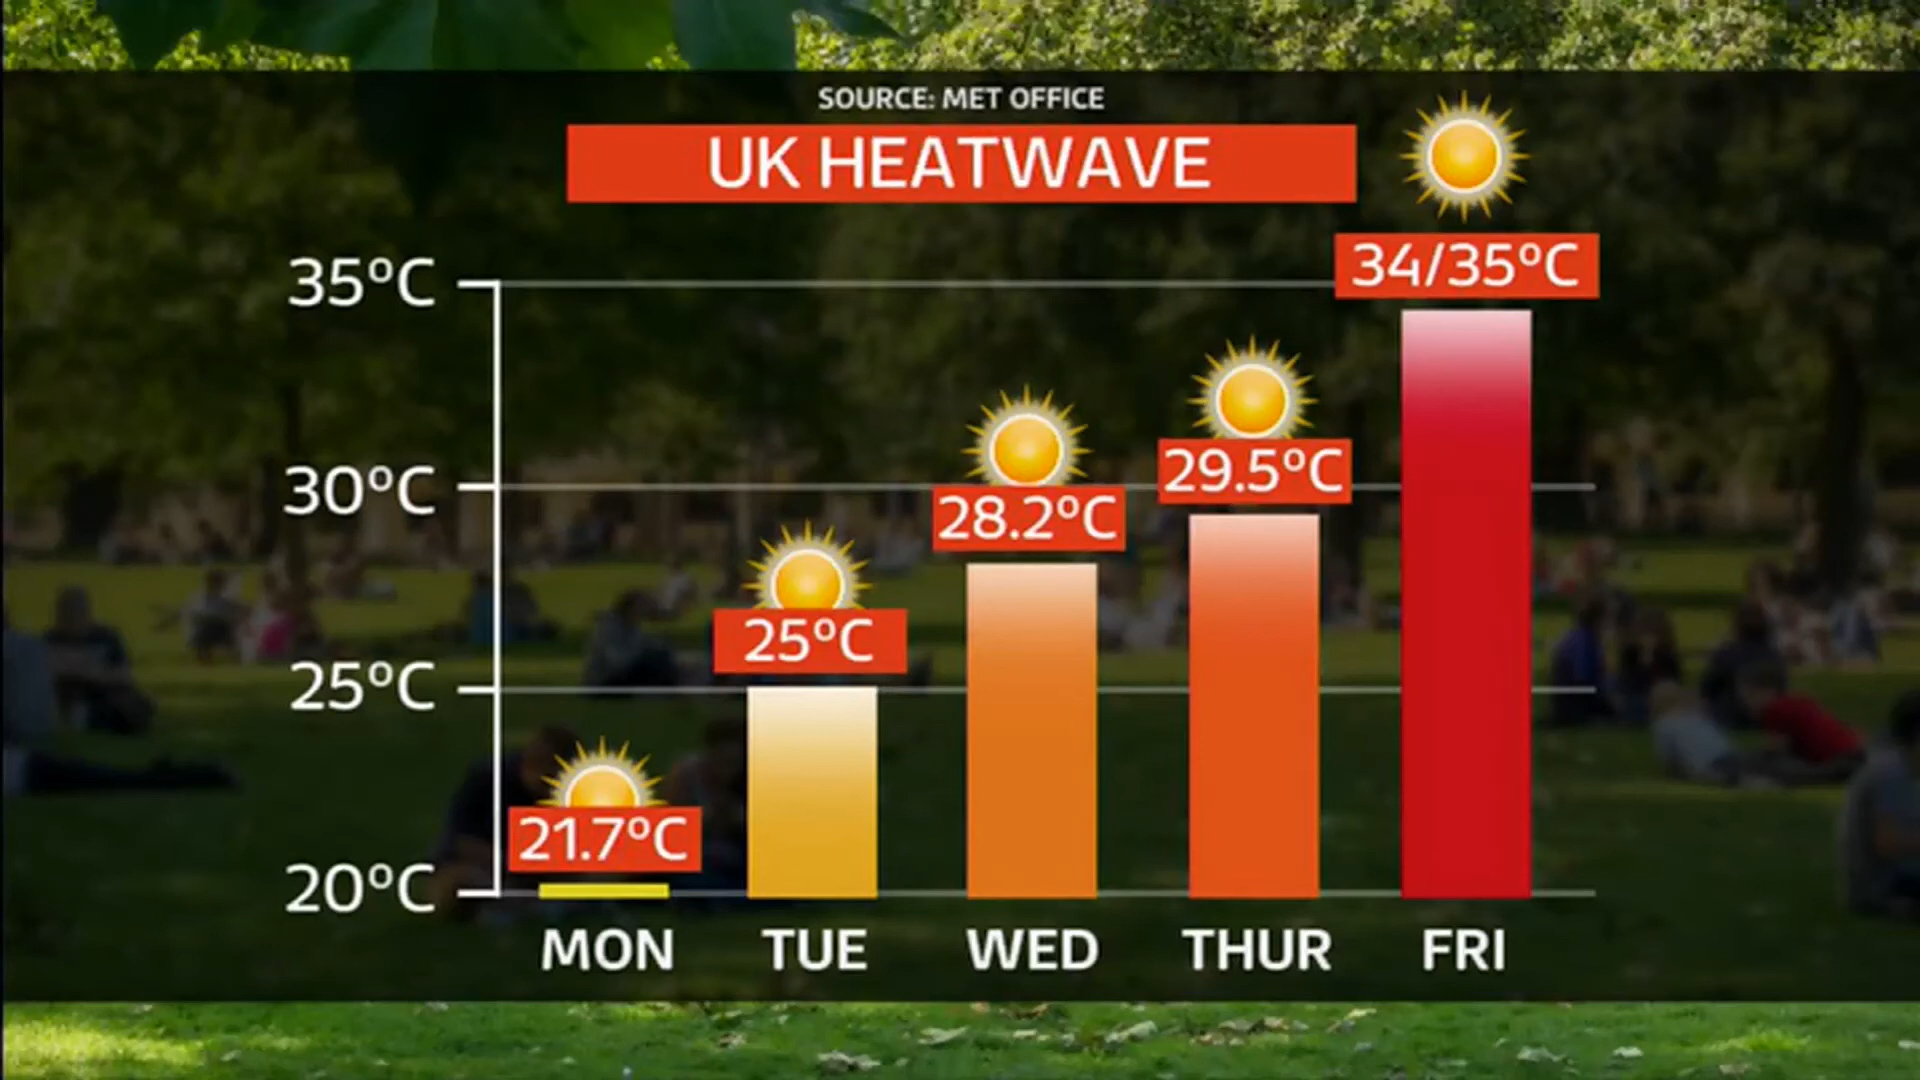 SOURCE: MET OFFICE
UK HEATWAVE
34/35°C
35°C
29.5°C
30°C
28.2°C
25°C
25°C
21.7°C
20°C
MON TUE WED THUR FRI